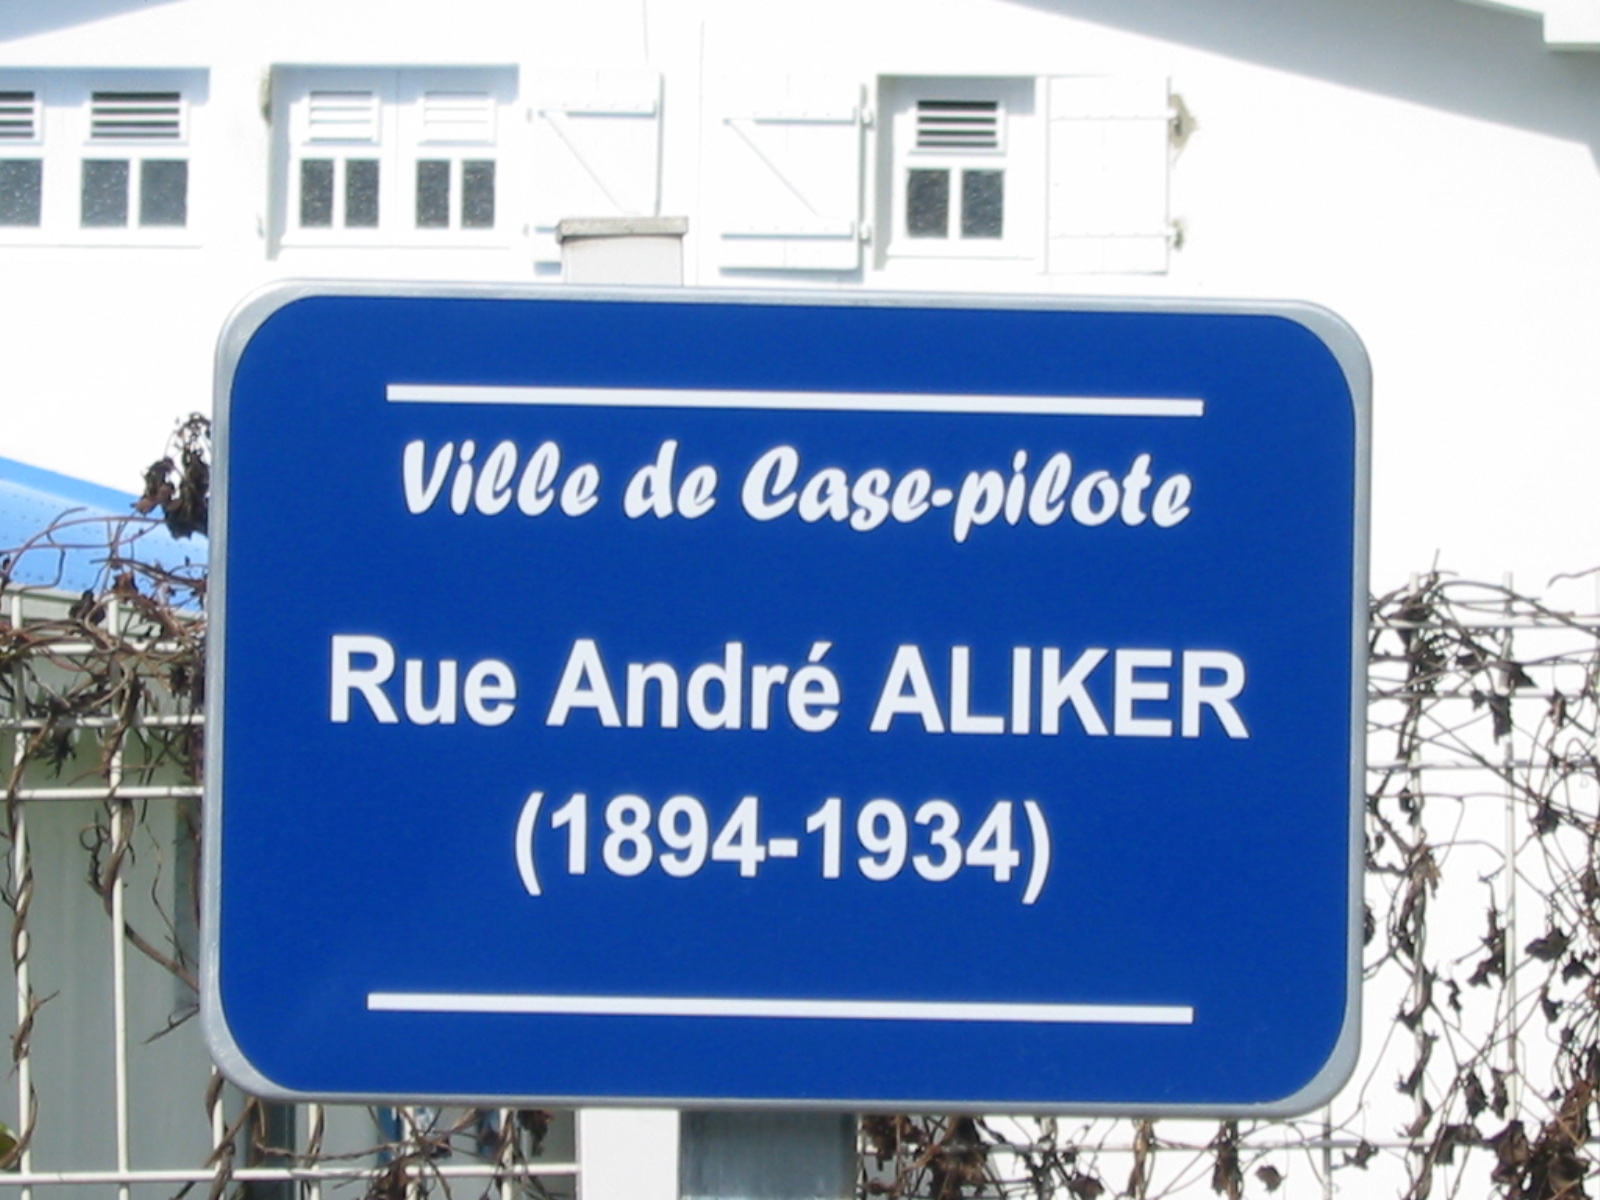 Ville de Case-pilote
Rue André ALIKER
(1894-1934)